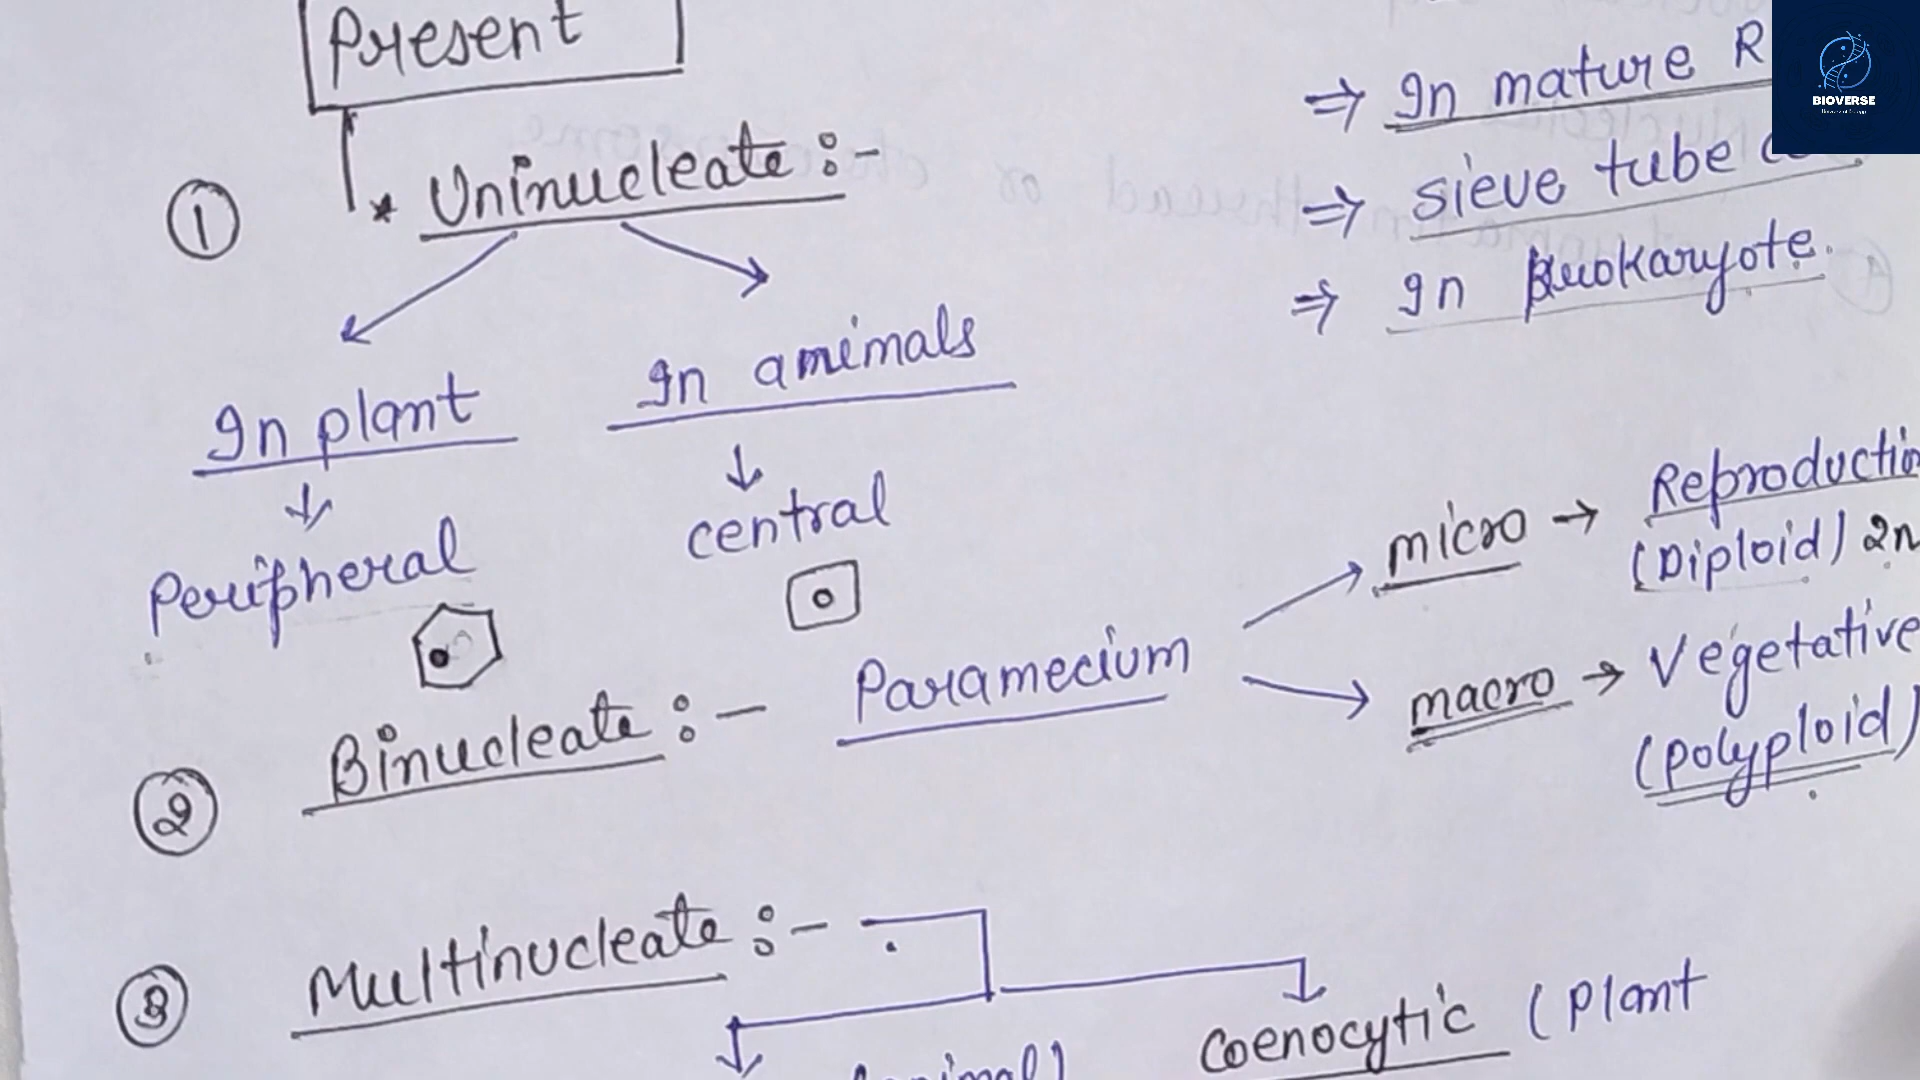 Present
⇒ In mature R
BIOVERSE
① * Uninucleate :-
⇒ sieve tube
⇒ In Prokaryote.
In plant
In animals
Peripheral
central
② Binucleate :- Paramecium
micro → Reproductio
(Diploid) 2n
macro → Vegetative
(Polyploid)
③ Multinucleate :-
Coenocytic (Plant